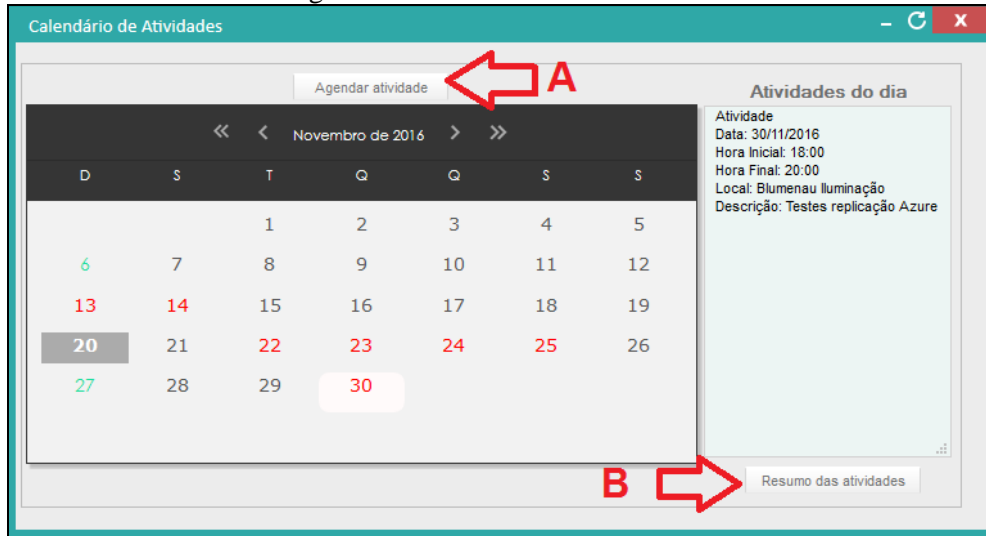 Calendário de Atividades
Agendar atividade
A
Atividades do dia
« < Novembro de 2016 > »
D S T Q Q S S
1 2 3 4 5
6 7 8 9 10 11 12
13 14 15 16 17 18 19
20 21 22 23 24 25 26
27 28 29 30
Atividade
Data: 30/11/2016
Hora Inicial: 18:00
Hora Final: 20:00
Local: Blumenau Iluminação
Descrição: Testes replicação Azure
B
Resumo das atividades